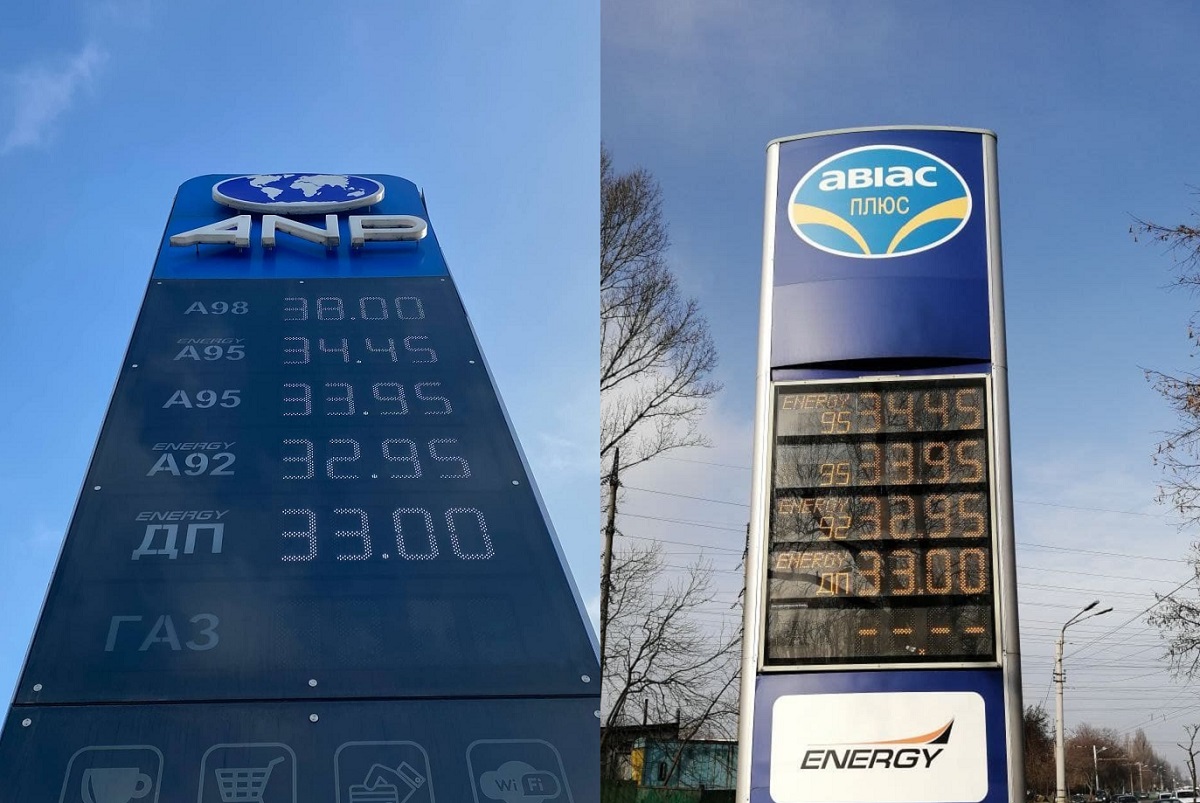 ANP
A98 38.00
ENERGY
A95 34.45
A95 33.95
ENERGY
A92 32.95
ENERGY
ДП 33.00
ГАЗ
WiFi
авіас
плюс
ENERGY
95 34.45
95 33.95
ENERGY
92 32.95
ENERGY
ДП 33.00
----
ENERGY